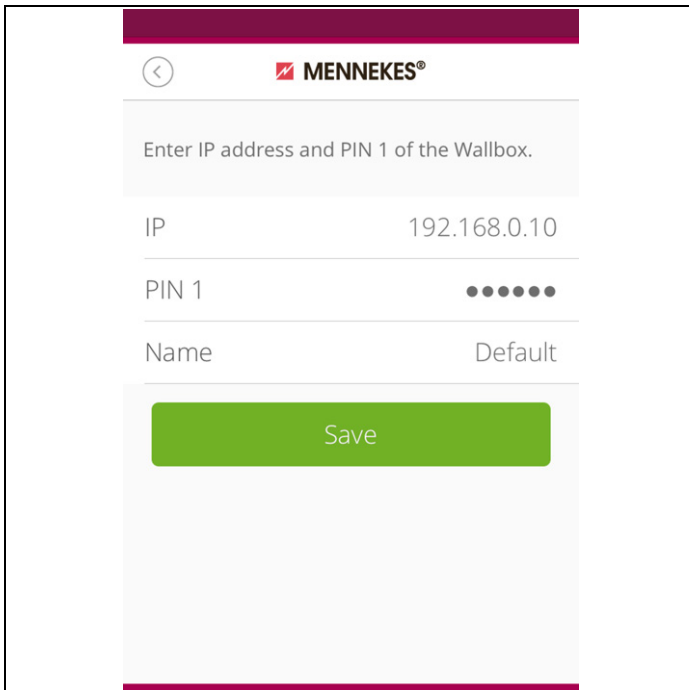 MENNEKES®
Enter IP address and PIN 1 of the Wallbox.
IP 192.168.0.10
PIN 1 ●●●●●●
Name Default
Save